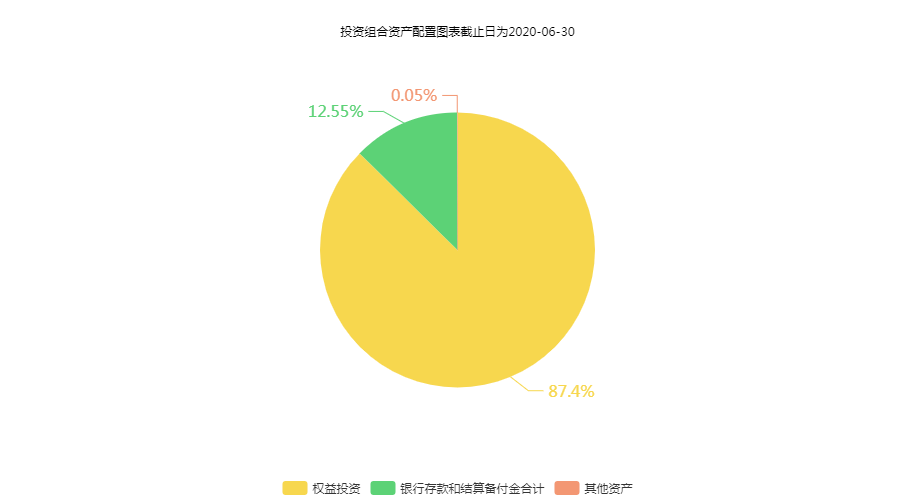 投资组合资产配置图表截止日为2020-06-30
0.05%
12.55%
87.4%
权益投资 银行存款和结算备付金合计 其他资产